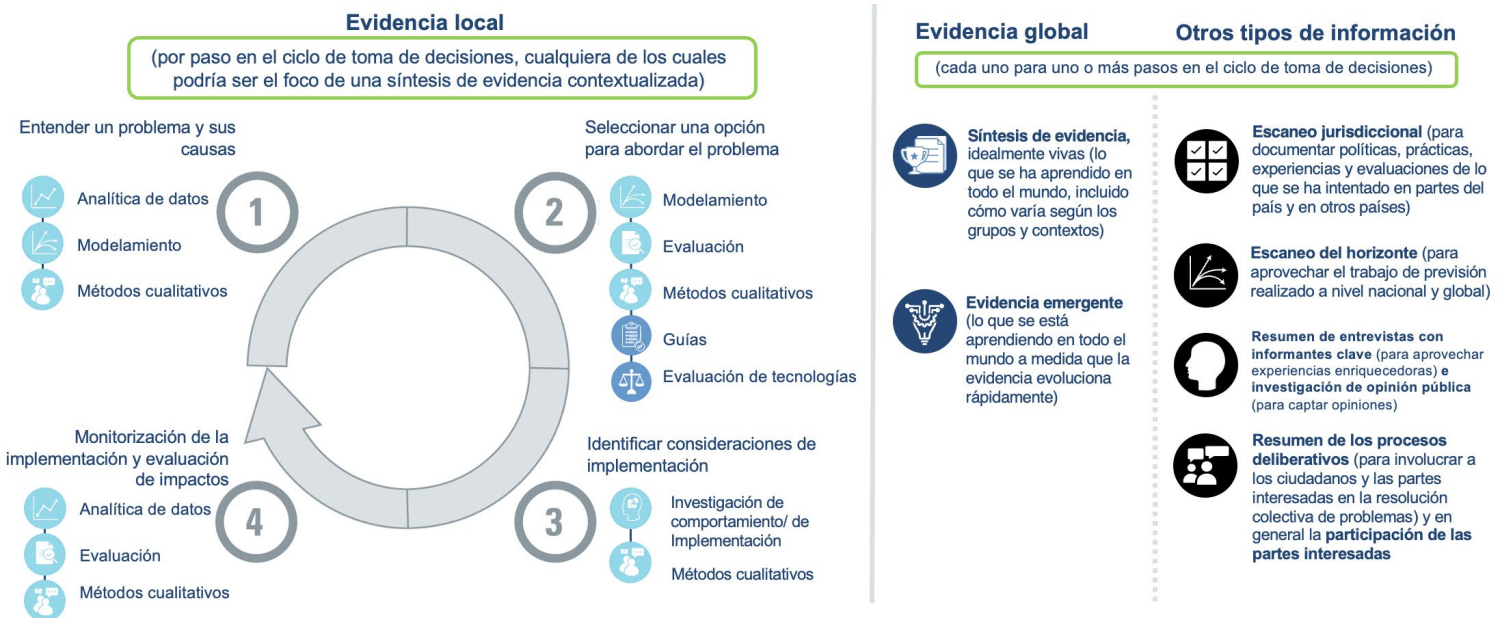 Evidencia local
(por paso en el ciclo de toma de decisiones, cualquiera de los cuales
podría ser el foco de una síntesis de evidencia contextualizada)
Entender un problema y sus
causas
Analítica de datos
Modelamiento
Métodos cualitativos
1
2
Seleccionar una opción
para abordar el problema
Modelamiento
Evaluación
Métodos cualitativos
Guías
Evaluación de tecnologías
3
Identificar consideraciones de
implementación
Investigación de
comportamiento/ de
Implementación
Métodos cualitativos
4
Monitorización de la
implementación y evaluación
de impactos
Analítica de datos
Evaluación
Métodos cualitativos
Evidencia global
Otros tipos de información
(cada uno para uno o más pasos en el ciclo de toma de decisiones)
Síntesis de evidencia,
idealmente vivas (lo
que se ha aprendido en
todo el mundo, incluido
cómo varía según los
grupos y contextos)
Evidencia emergente
(lo que se está
aprendiendo en todo el
mundo a medida que la
evidencia evoluciona
rápidamente)
Escaneo jurisdiccional (para
documentar políticas, prácticas,
experiencias y evaluaciones de lo
que se ha intentado en partes del
país y en otros países)
Escaneo del horizonte (para
aprovechar el trabajo de previsión
realizado a nivel nacional y global)
Resumen de entrevistas con
informantes clave (para aprovechar
experiencias enriquecedoras) e
investigación de opinión pública
(para captar opiniones)
Resumen de los procesos
deliberativos (para involucrar a
los ciudadanos y las partes
interesadas en la resolución
colectiva de problemas) y en
general la participación de las
partes interesadas